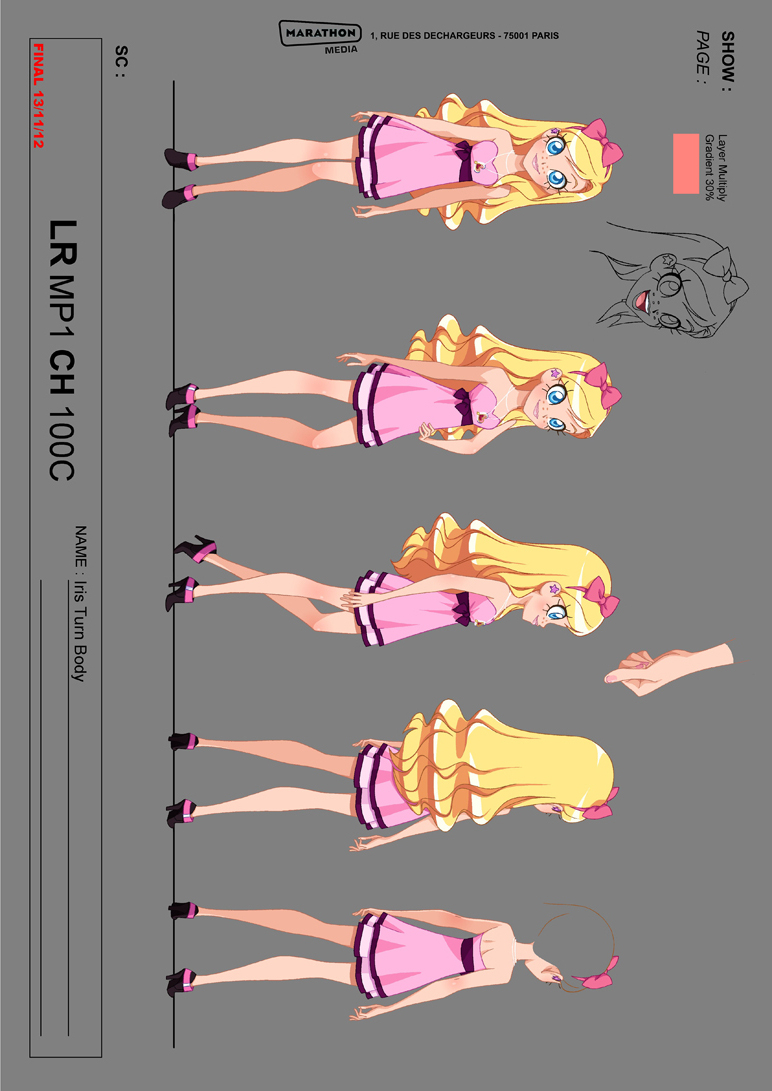 MARATHON
MEDIA
1, RUE DES DECHARGEURS - 75001 PARIS
SHOW :
PAGE :
Layer Multiply
Gradient 30%
SC :
NAME : Iris Turn Body
LR MP1 CH 100C
FINAL 13/11/12